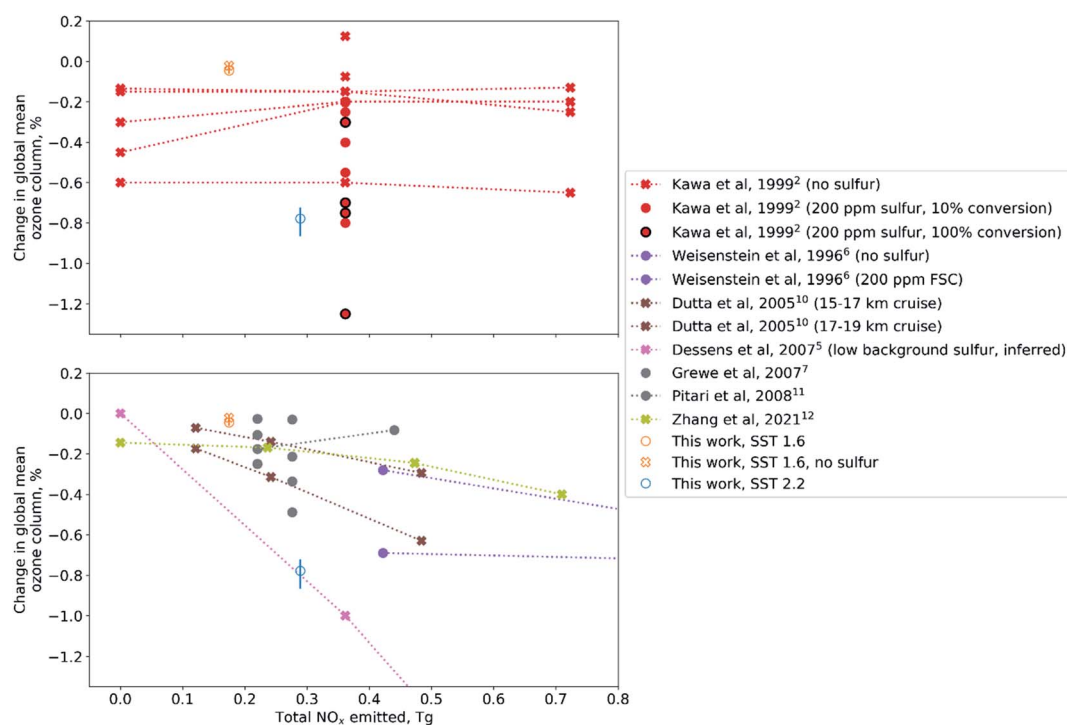 0.2
0.0
−0.2
−0.4
−0.6
−0.8
−1.0
−1.2
Change in global mean
ozone column, %
0.2
0.0
−0.2
−0.4
−0.6
−0.8
−1.0
−1.2
Change in global mean
ozone column, %
0.0 0.1 0.2 0.3 0.4 0.5 0.6 0.7 0.8
Total NOₓ emitted, Tg
Kawa et al, 1999² (no sulfur)
Kawa et al, 1999² (200 ppm sulfur, 10% conversion)
Kawa et al, 1999² (200 ppm sulfur, 100% conversion)
Weisenstein et al, 1996⁶ (no sulfur)
Weisenstein et al, 1996⁶ (200 ppm FSC)
Dutta et al, 2005¹⁰ (15-17 km cruise)
Dutta et al, 2005¹⁰ (17-19 km cruise)
Dessens et al, 2007⁵ (low background sulfur, inferred)
Grewe et al, 2007⁷
Pitari et al, 2008¹¹
Zhang et al, 2021¹²
This work, SST 1.6
This work, SST 1.6, no sulfur
This work, SST 2.2